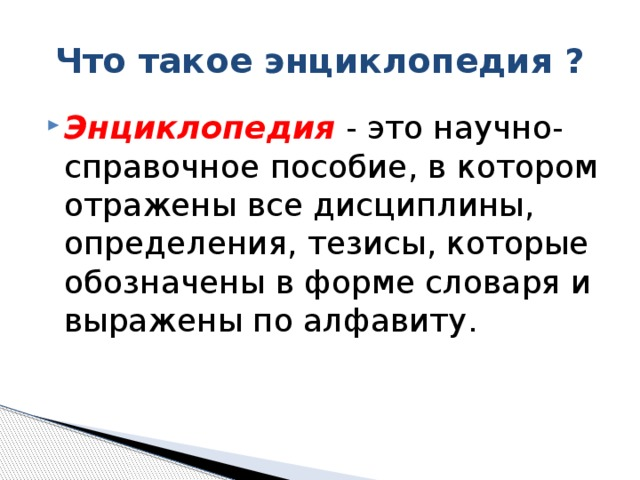 Что такое энциклопедия ?
Энциклопедия - это научно-
справочное пособие, в котором
отражены все дисциплины,
определения, тезисы, которые
обозначены в форме словаря и
выражены по алфавиту.